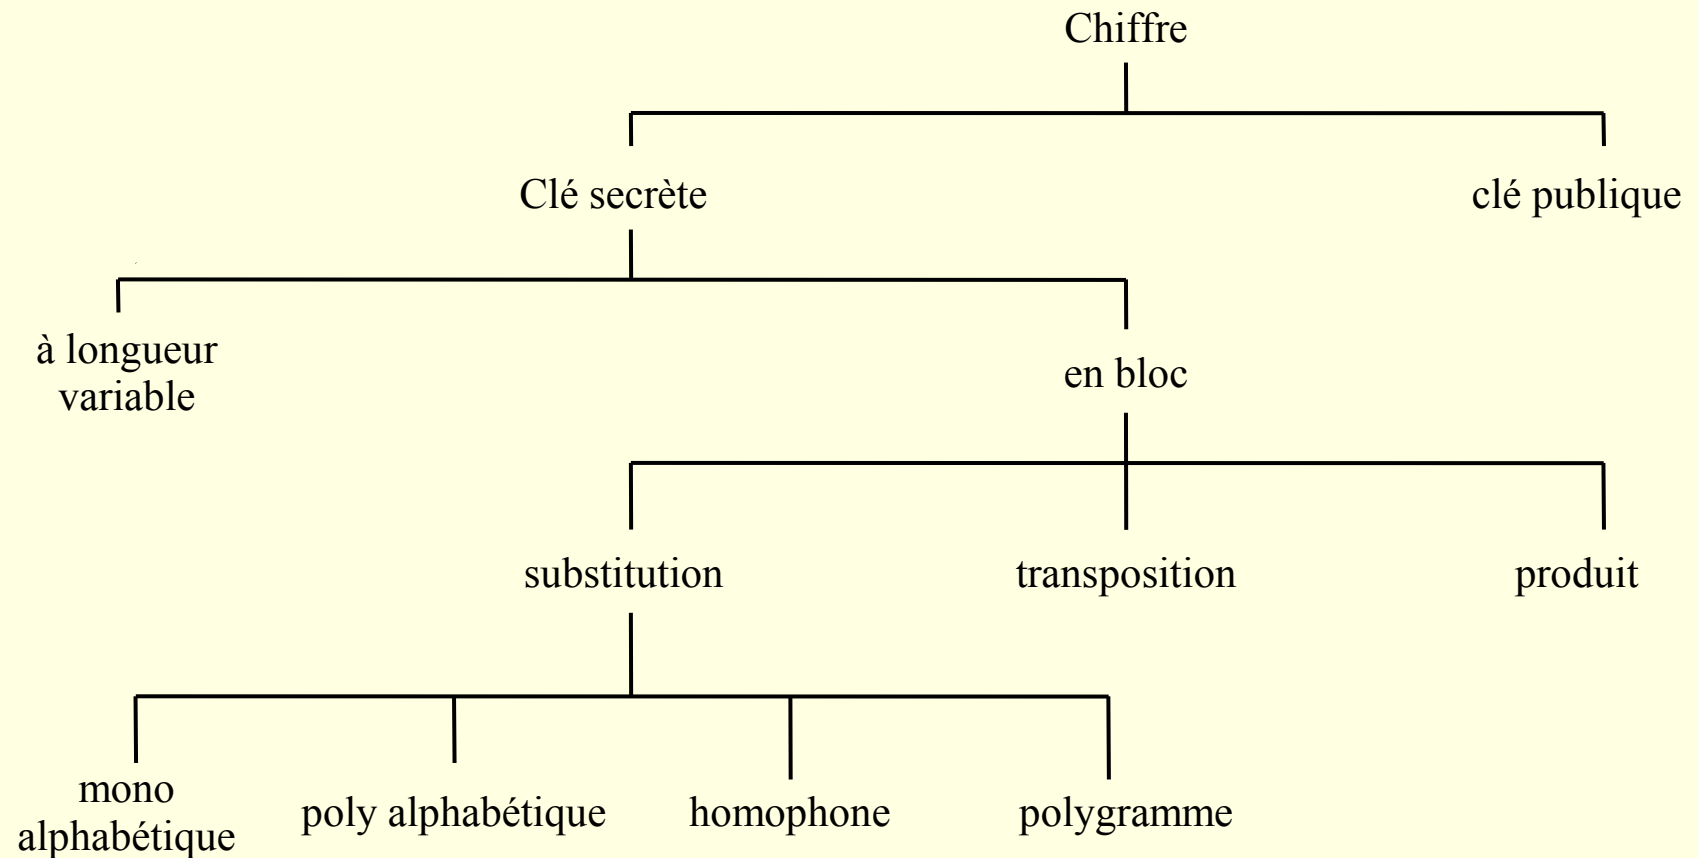 Chiffre
Clé secrète
clé publique
à longueur
variable
en bloc
substitution
transposition
produit
mono
alphabétique
poly alphabétique
homophone
polygramme